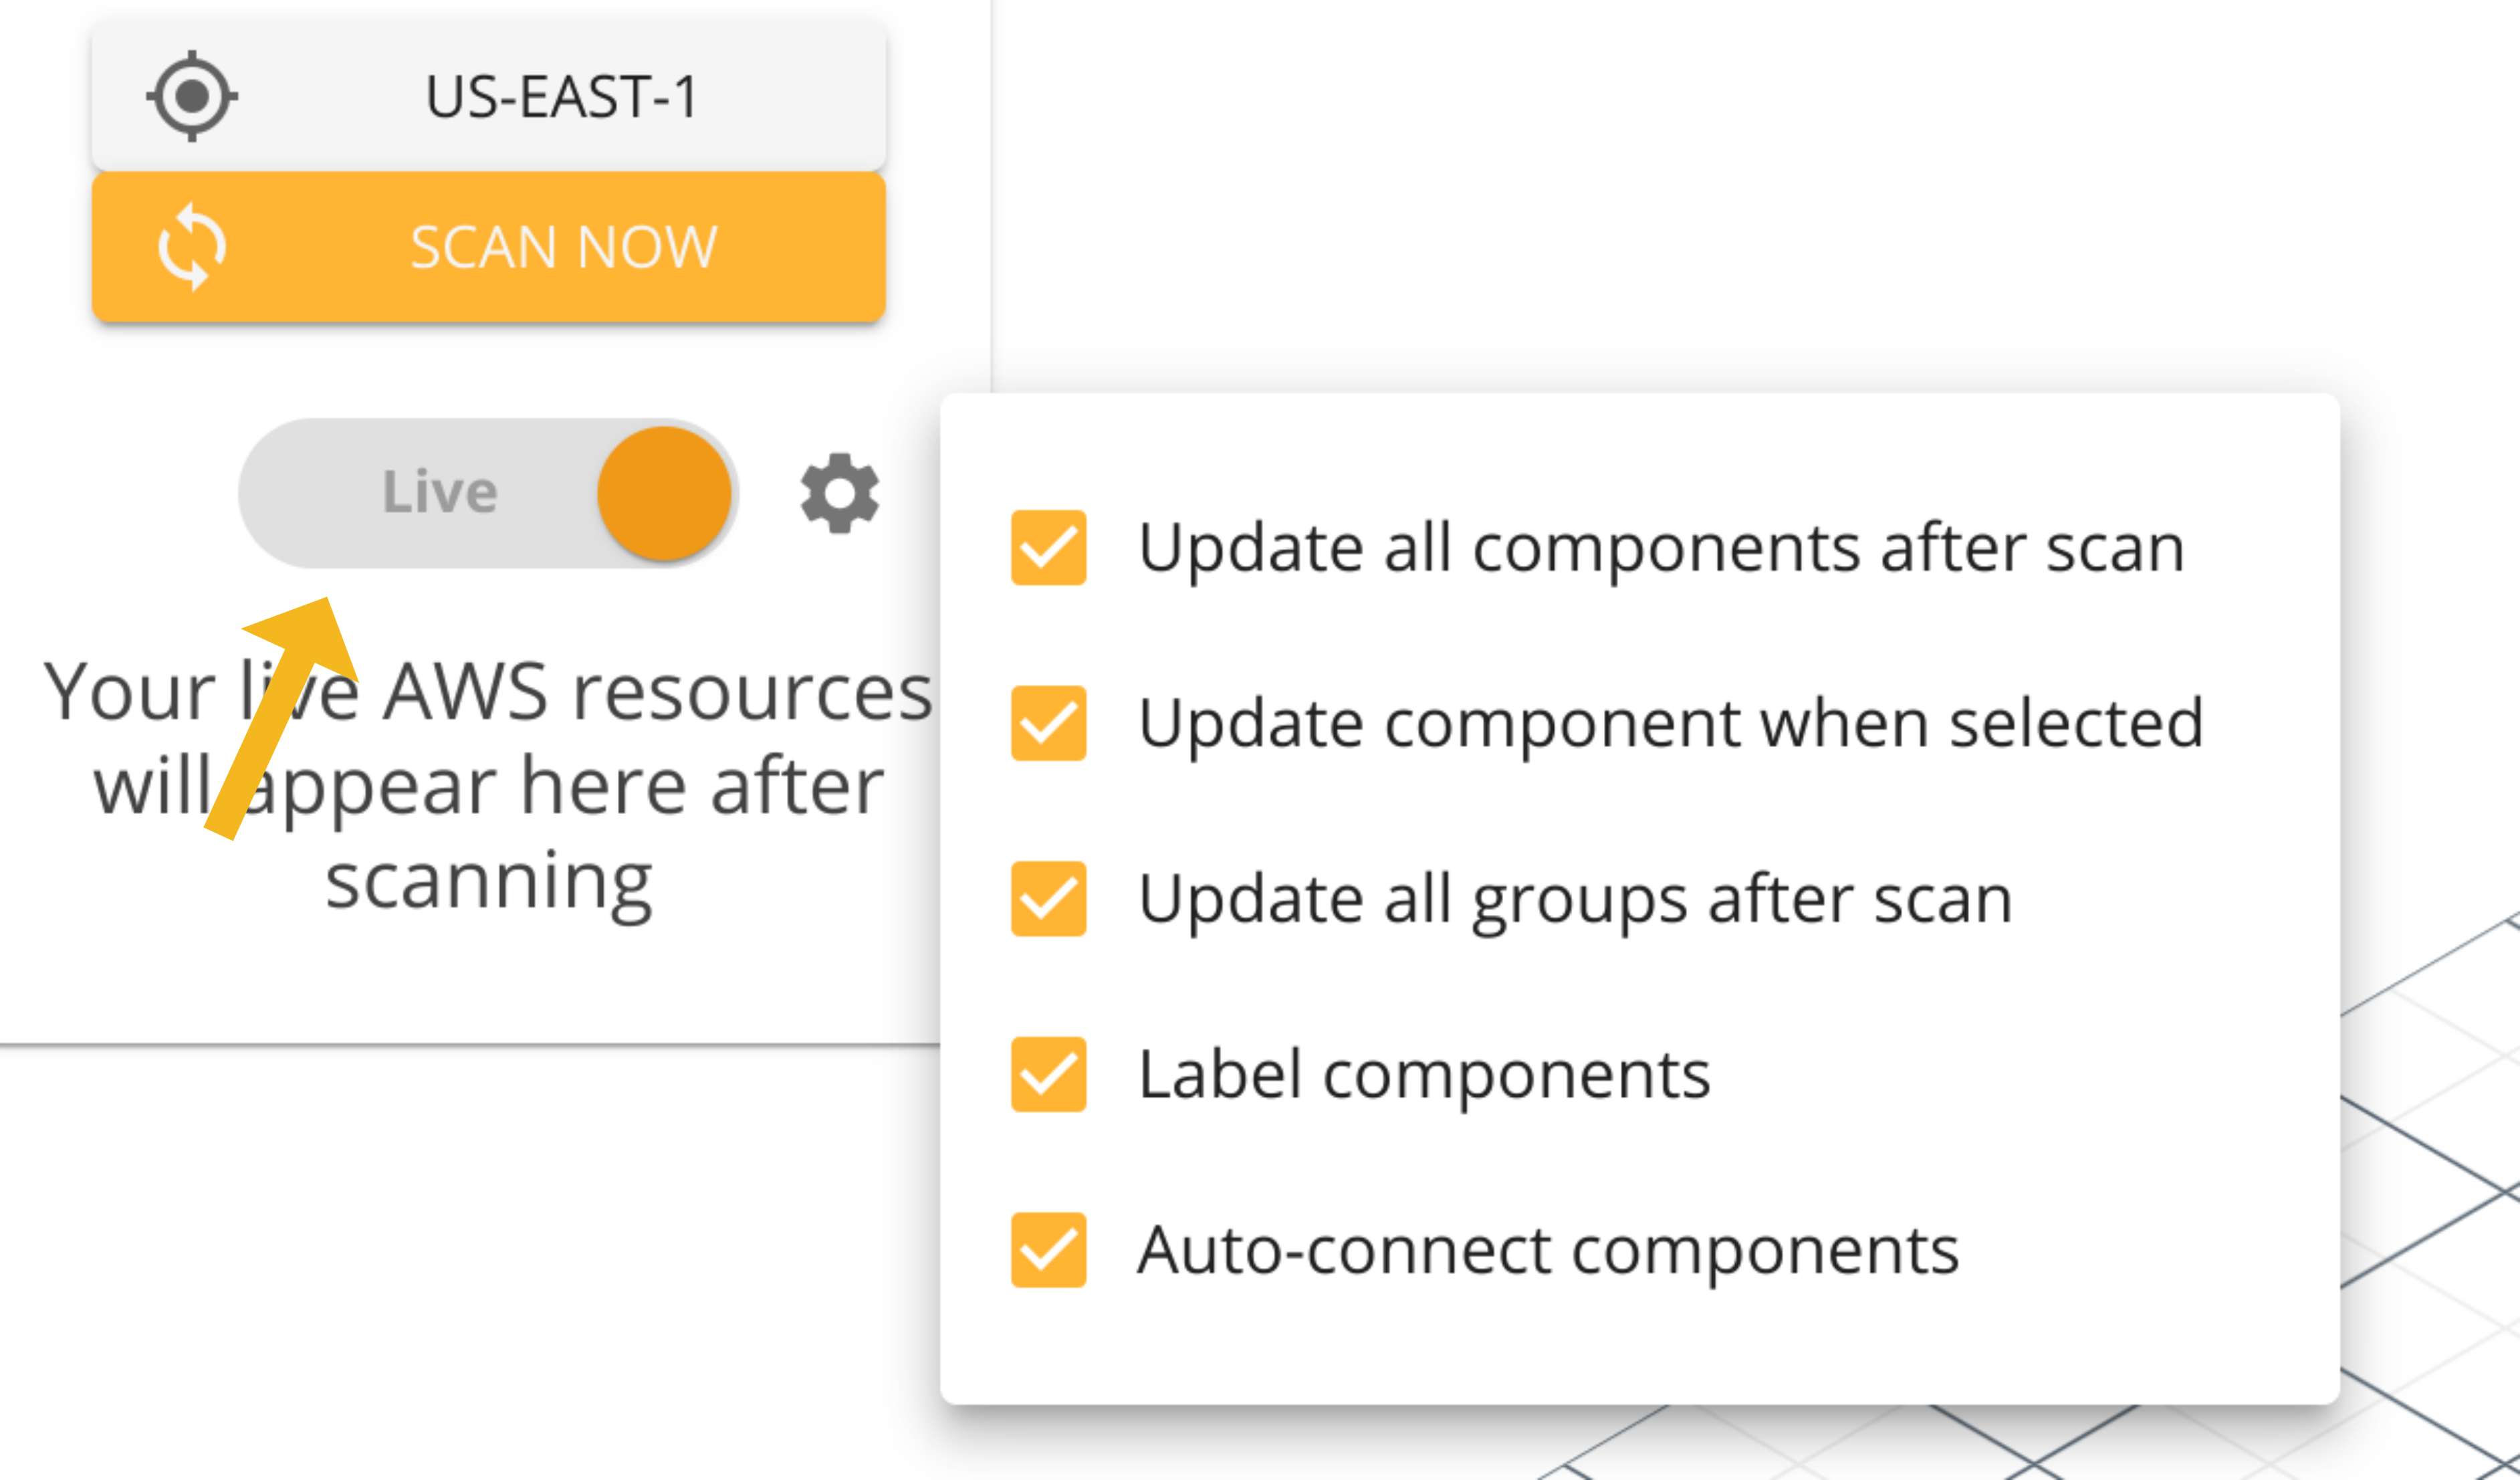 US-EAST-1
SCAN NOW
Live
Your live AWS resources
will appear here after
scanning
Update all components after scan
Update component when selected
Update all groups after scan
Label components
Auto-connect components